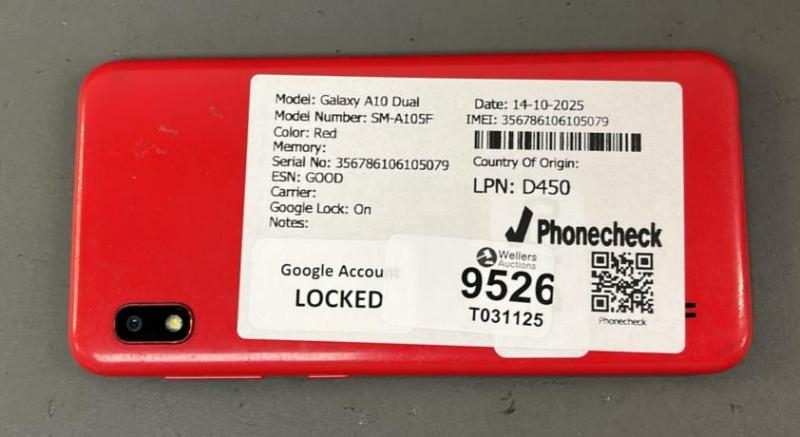 Model: Galaxy A10 Dual
Model Number: SM-A105F
Color: Red
Memory:
Serial No: 356786106105079
ESN: GOOD
Carrier:
Google Lock: On
Notes:
Date: 14-10-2025
IMEI: 356786106105079
Country Of Origin:
LPN: D450
Phonecheck
Google Account
LOCKED
Wellers
Auctions
9526
T031125
Phonecheck